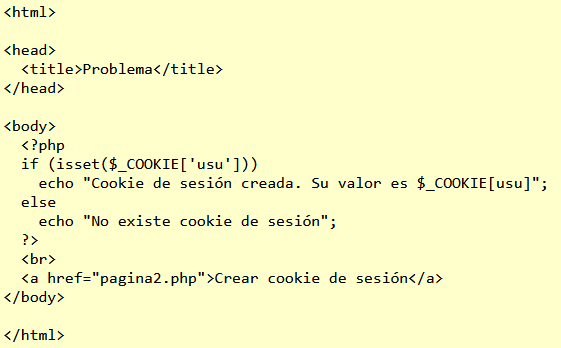 <html>
<head>
<title>Problema</title>
</head>
<body>
<?php
if (isset($_COOKIE['usu']))
echo "Cookie de sesión creada. Su valor es $_COOKIE[usu]";
else
echo "No existe cookie de sesión";
?>
<br>
<a href="pagina2.php">Crear cookie de sesión</a>
</body>
</html>